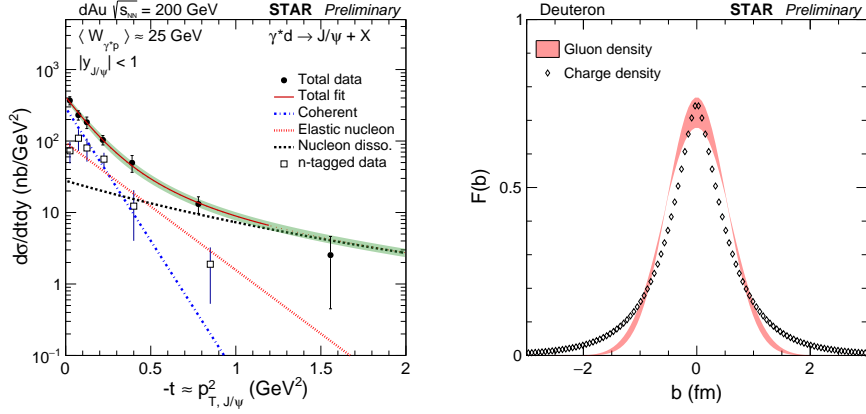 dAu √s_NN = 200 GeV STAR Preliminary
⟨ W_γ*p ⟩ ≈ 25 GeV γ*d → J/ψ + X
|y_J/ψ| < 1
Total data
Total fit
Coherent
Elastic nucleon
Nucleon disso.
n-tagged data
dσ/dtdy (nb/GeV²)
10³
10²
10
1
10⁻¹
0 0.5 1 1.5 2
-t ≈ p²_T, J/ψ (GeV²)
Deuteron STAR Preliminary
Gluon density
Charge density
F(b)
1
0.5
0
−2 0 2
b (fm)